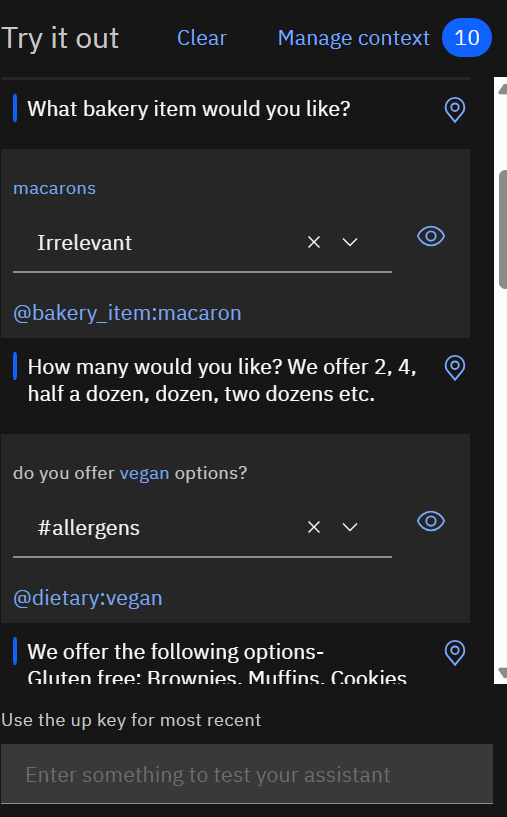 Try it out
Clear
Manage context
10
What bakery item would you like?
macarons
Irrelevant
@bakery_item:macaron
How many would you like? We offer 2, 4,
half a dozen, dozen, two dozens etc.
do you offer vegan options?
#allergens
@dietary:vegan
We offer the following options-
Gluten free: Brownies, Muffins, Cookies
Use the up key for most recent
Enter something to test your assistant